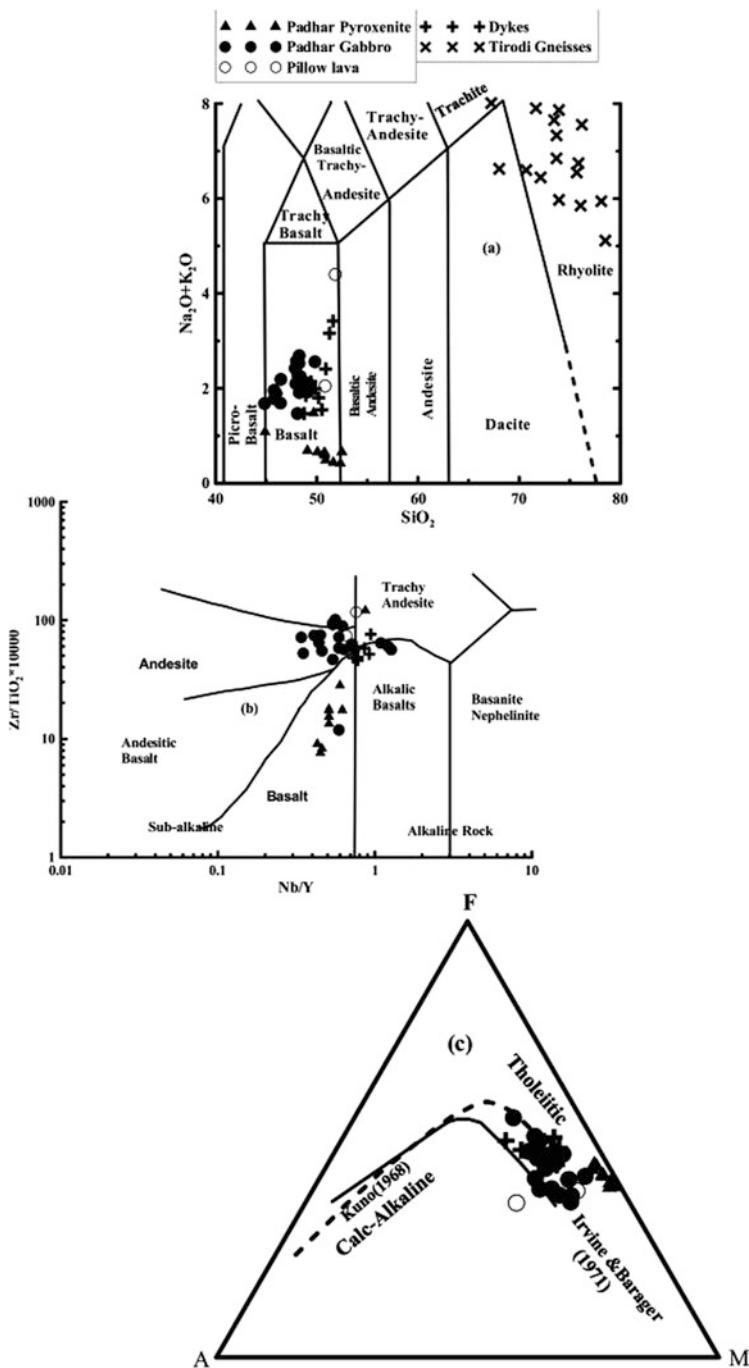 Padhar Pyroxenite
Dykes
Padhar Gabbro
Tirodi Gneisses
Pillow lava
8
6
4
2
0
Na₂O+K₂O
Trachy-
Andesite
Trachite
Basaltic
Trachy-
Andesite
Trachy
Basalt
(a)
Rhyolite
Picro-
Basalt
Basalt
Basaltic
Andesite
Andesite
Dacite
40
50
60
70
80
SiO₂
1000
100
10
1
Zr/TiO₂*10000
Trachy
Andesite
Andesite
(b)
Alkalic
Basalts
Basanite
Nephelinite
Andesitic
Basalt
Basalt
Sub-alkaline
Alkaline Rock
0.01
0.1
1
10
Nb/Y
F
(c)
Tholeiitic
Kuno(1968)
Calc-Alkaline
Irvine &Barager
(1971)
A
M